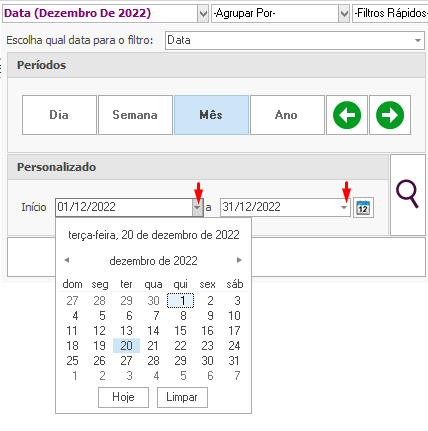 Data (Dezembro De 2022) -Agrupar Por- -Filtros Rápidos-
Escolha qual data para o filtro: Data
Períodos
Dia Semana Mês Ano
Personalizado
Início 01/12/2022 a 31/12/2022 12
terça-feira, 20 de dezembro de 2022
dezembro de 2022
dom seg ter qua qui sex sáb
27 28 29 30 1 2 3
4 5 6 7 8 9 10
11 12 13 14 15 16 17
18 19 20 21 22 23 24
25 26 27 28 29 30 31
1 2 3 4 5 6 7
Hoje Limpar